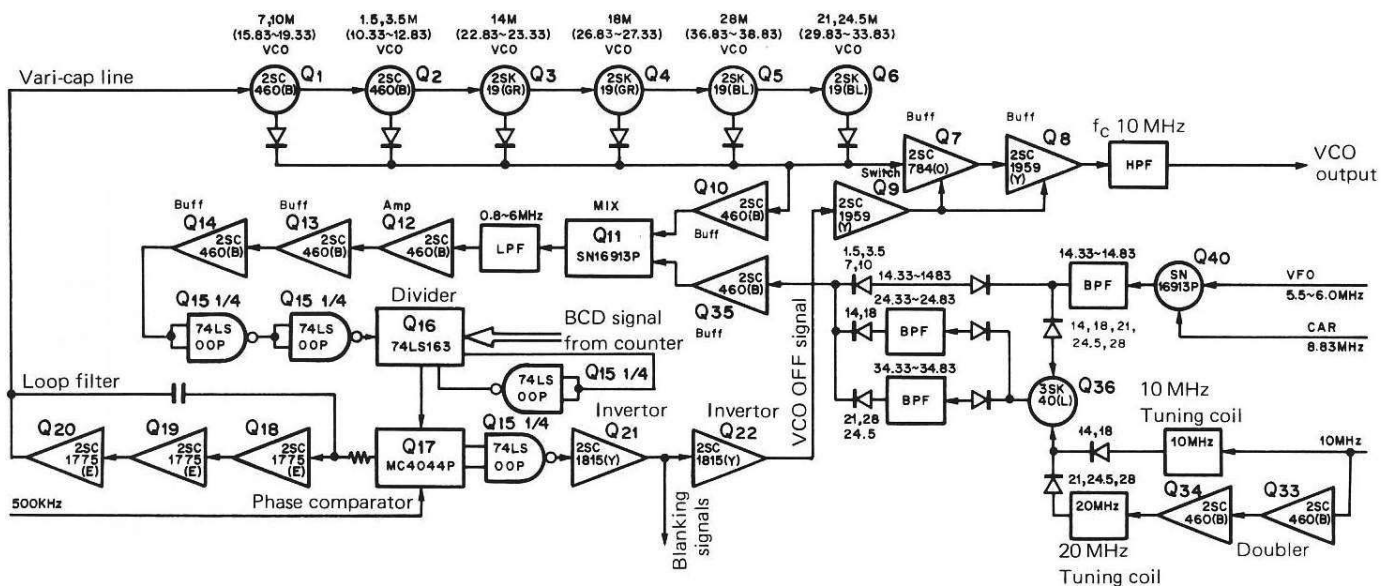 7,10M
(15.83~19.33)
VCO
1.5, 3.5M
(10.33~12.83)
VCO
14M
(22.83~23.33)
VCO
18M
(26.83~27.33)
VCO
28M
(36.83~38.83)
VCO
21, 24.5M
(29.83~33.83)
VCO
Vari-cap line
2SC
460(B)
Q1
2SC
460(B)
Q2
2SK
19(GR)
Q3
2SK
19(GR)
Q4
2SK
19(BL)
Q5
2SK
19(BL)
Q6
Buff
Q7
2SC
784(O)
Buff
Q8
2SC
1959
(Y)
fC 10 MHz
HPF
VCO
output
Switch
Q9
2SC
1959
(Y)
Q10
2SC
460(B)
Buff
Buff
Q14
2SC
460(B)
Buff
Q13
2SC
460(B)
Amp
Q12
2SC
460(B)
0.8~6MHz
LPF
MIX
Q11
SN16913P
2SC
460(B)
Q35
Buff
1.5, 3.5
7, 10
14.33~1483
14.33~14.83
BPF
Q40
SN
16913P
VFO
5.5~6.0MHz
CAR
8.83MHz
24.33~24.83
14,18
BPF
14, 18, 21,
24.5, 28
34.33~34.83
BPF
21, 28
24.5
3SK
40(L)
Q36
10 MHz
Tuning coil
14,18
10MHz
10MHz
21, 24.5, 28
20MHz
Q34
2SC
460(B)
Q33
2SC
460(B)
20 MHz
Tuning coil
Doubler
Q15 1/4
74LS
00P
Q15 1/4
74LS
00P
Divider
Q16
74LS163
BCD signal
from counter
74LS
00P
Q15 1/4
VCO OFF signal
Loop filter
Q20
2SC
1775
(E)
Q19
2SC
1775
(E)
Q18
2SC
1775
(E)
Q17
MC4044P
Q15 1/4
74LS
00P
Invertor
Q21
2SC
1815(Y)
Invertor
Q22
2SC
1815(Y)
Phase comparator
500KHz
Blanking
signals